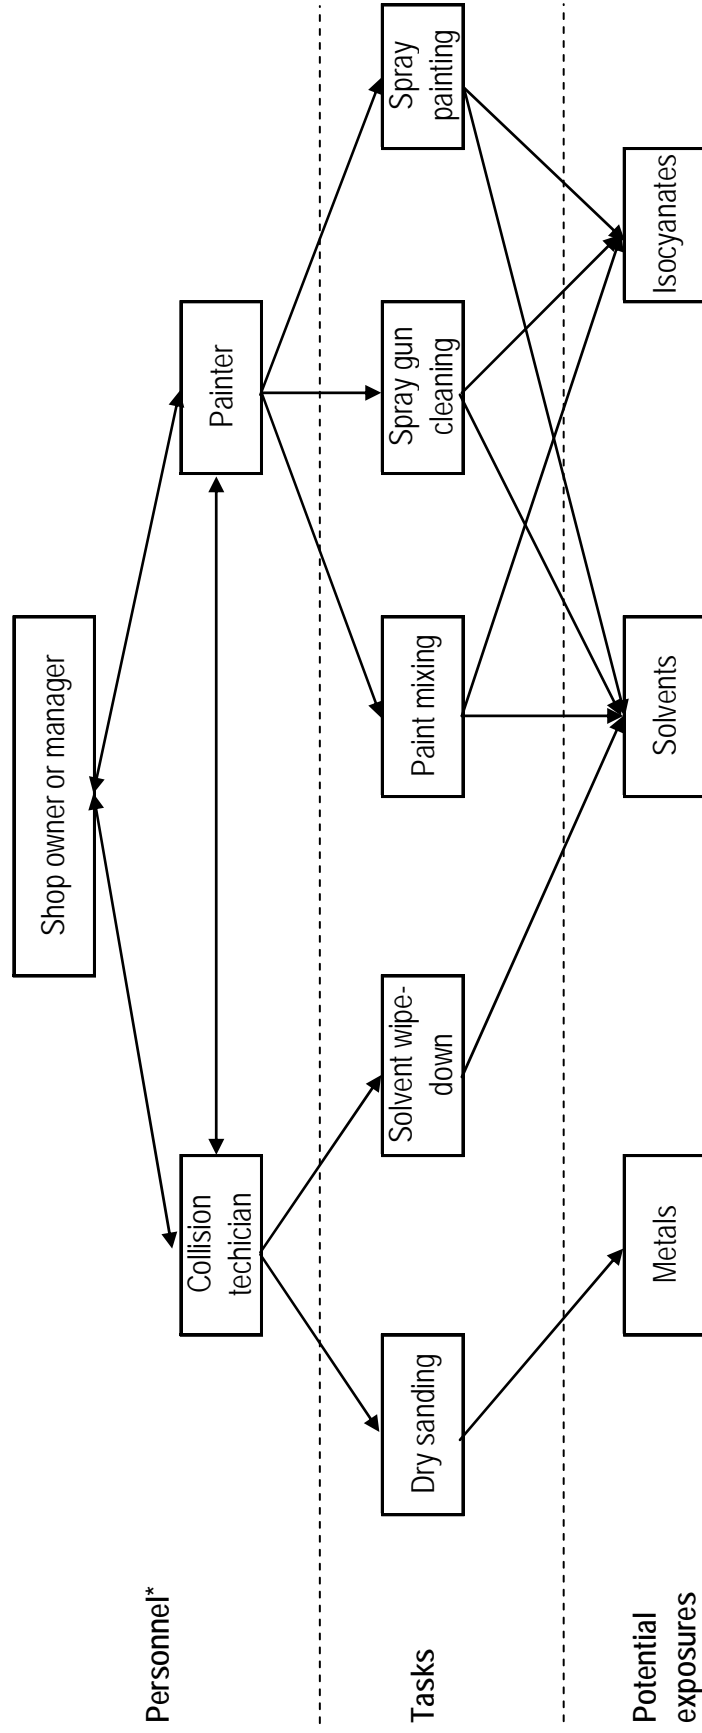 Shop owner or manager
Personnel*
Collision
techician
Painter
Tasks
Dry sanding
Solvent wipe-
down
Paint mixing
Spray gun
cleaning
Spray
painting
Potential
exposures
Metals
Solvents
Isocyanates